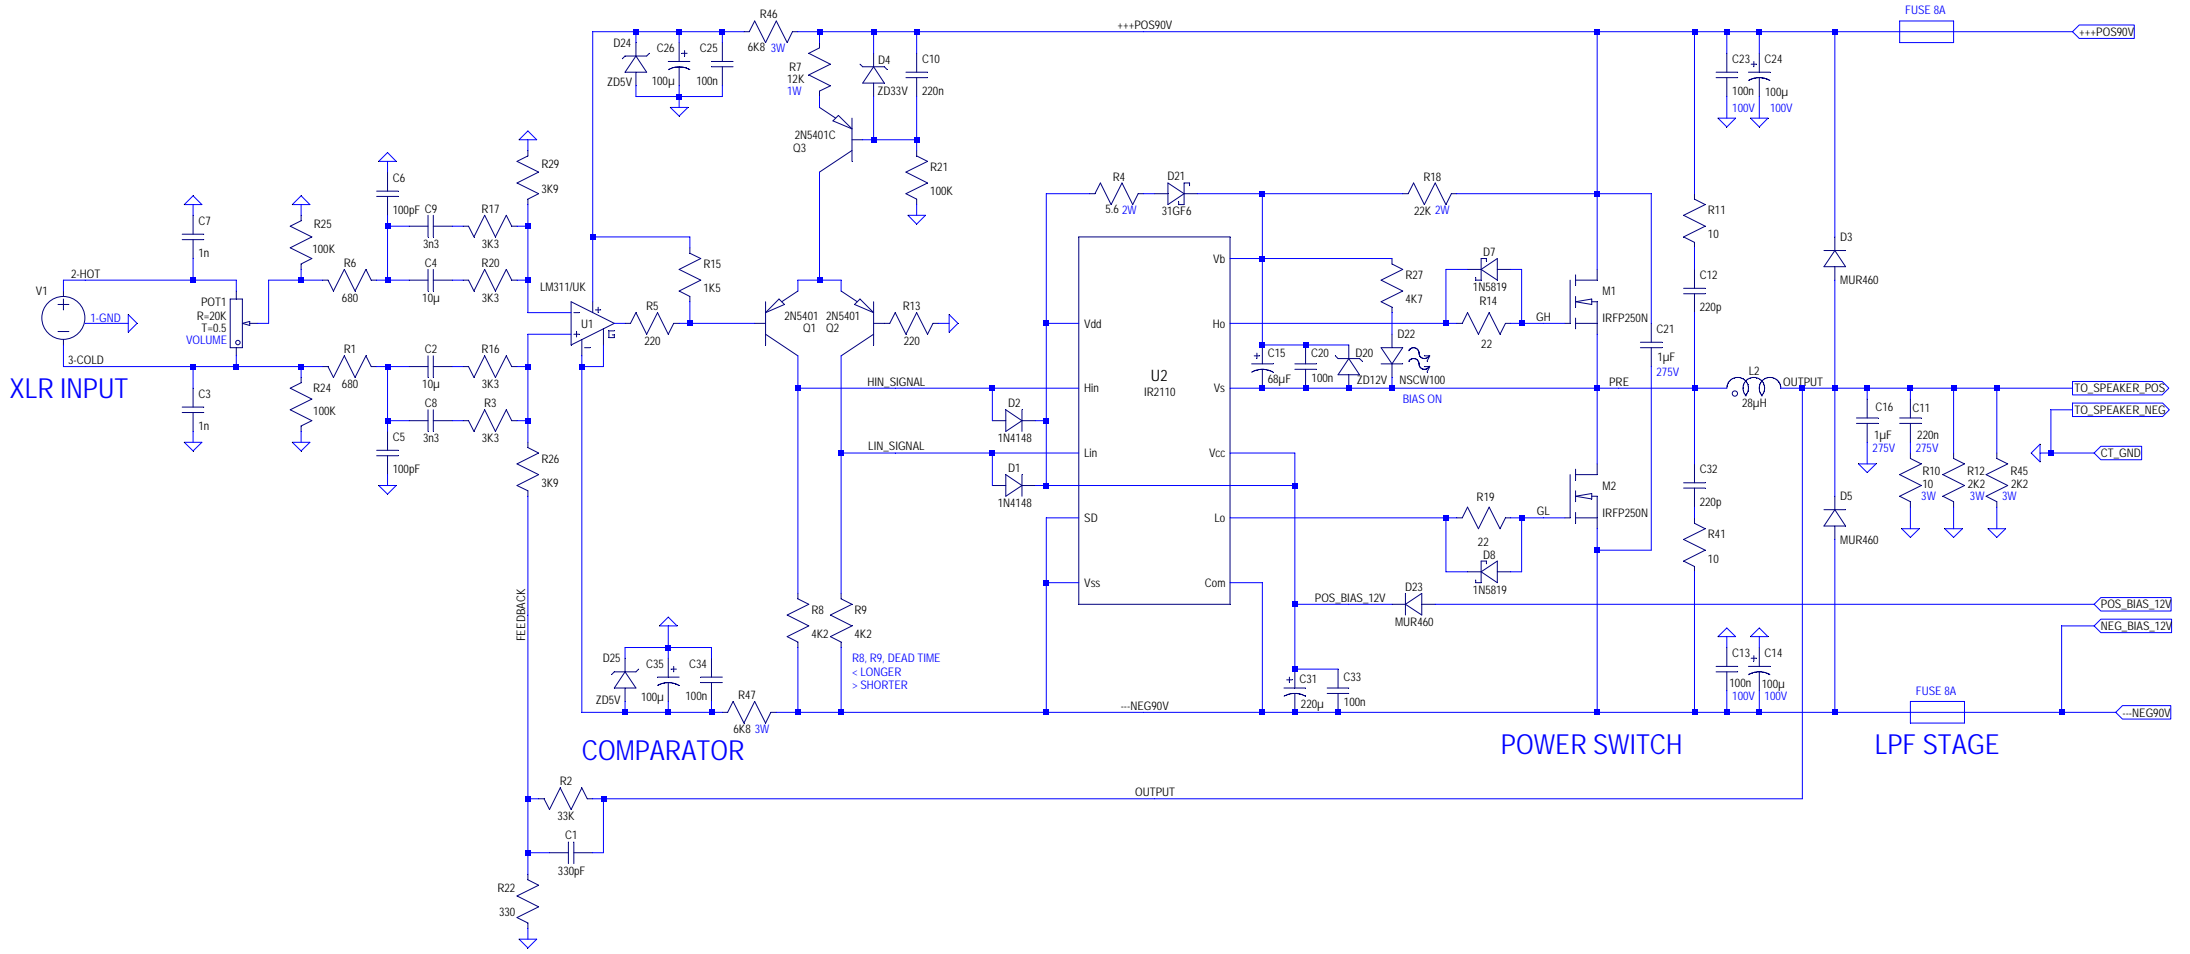 FUSE 8A
+++POS90V
+++POS90V
R46
6K8 3W
D24
ZD5V
C26
100µ
C25
100n
R7
12K
1W
D4
ZD33V
C10
220n
C23
100n
100V
C24
100µ
100V
2N5401C
Q3
R21
100K
R29
3K9
C6
100pF
C9
3n3
R17
3K3
C7
1n
R25
100K
R4
5.6 2W
D21
31GF6
R18
22K 2W
R11
10
D3
MUR460
C12
220p
2-HOT
R6
680
C4
10µ
R20
3K3
LM311/UK
U1
R15
1K5
R5
220
V1
1-GND
POT1
R=20K
T=0.5
VOLUME
2N5401
Q1
2N5401
Q2
R13
220
Vb
Vdd
Ho
Hin
Vs
Lin
Vcc
SD
Lo
Vss
Com
U2
IR2110
R27
4K7
D7
1N5819
R14
22
GH
M1
IRFP250N
D22
NSCW100
BIAS ON
C15
68µF
C20
100n
D20
ZD12V
C21
1µF
275V
PRE
L2
28µH
OUTPUT
TO_SPEAKER_POS
TO_SPEAKER_NEG
CT_GND
3-COLD
XLR INPUT
R1
680
C2
10µ
R16
3K3
C3
1n
R24
100K
C8
3n3
R3
3K3
C5
100pF
R26
3K9
HIN_SIGNAL
D2
1N4148
LIN_SIGNAL
D1
1N4148
C16
1µF
275V
C11
220n
275V
R10
10
3W
R12
2K2
3W
R45
2K2
3W
C32
220p
R41
10
D5
MUR460
R19
22
GL
M2
IRFP250N
D8
1N5819
FEEDBACK
R8
4K2
R9
4K2
R8, R9, DEAD TIME
< LONGER
> SHORTER
POS_BIAS_12V
D23
MUR460
POS_BIAS_12V
NEG_BIAS_12V
D25
ZD5V
C35
100µ
C34
100n
R47
6K8 3W
---NEG90V
C31
220µ
C33
100n
C13
100n
100V
C14
100µ
100V
FUSE 8A
---NEG90V
COMPARATOR
POWER SWITCH
LPF STAGE
R2
33K
OUTPUT
C1
330pF
R22
330